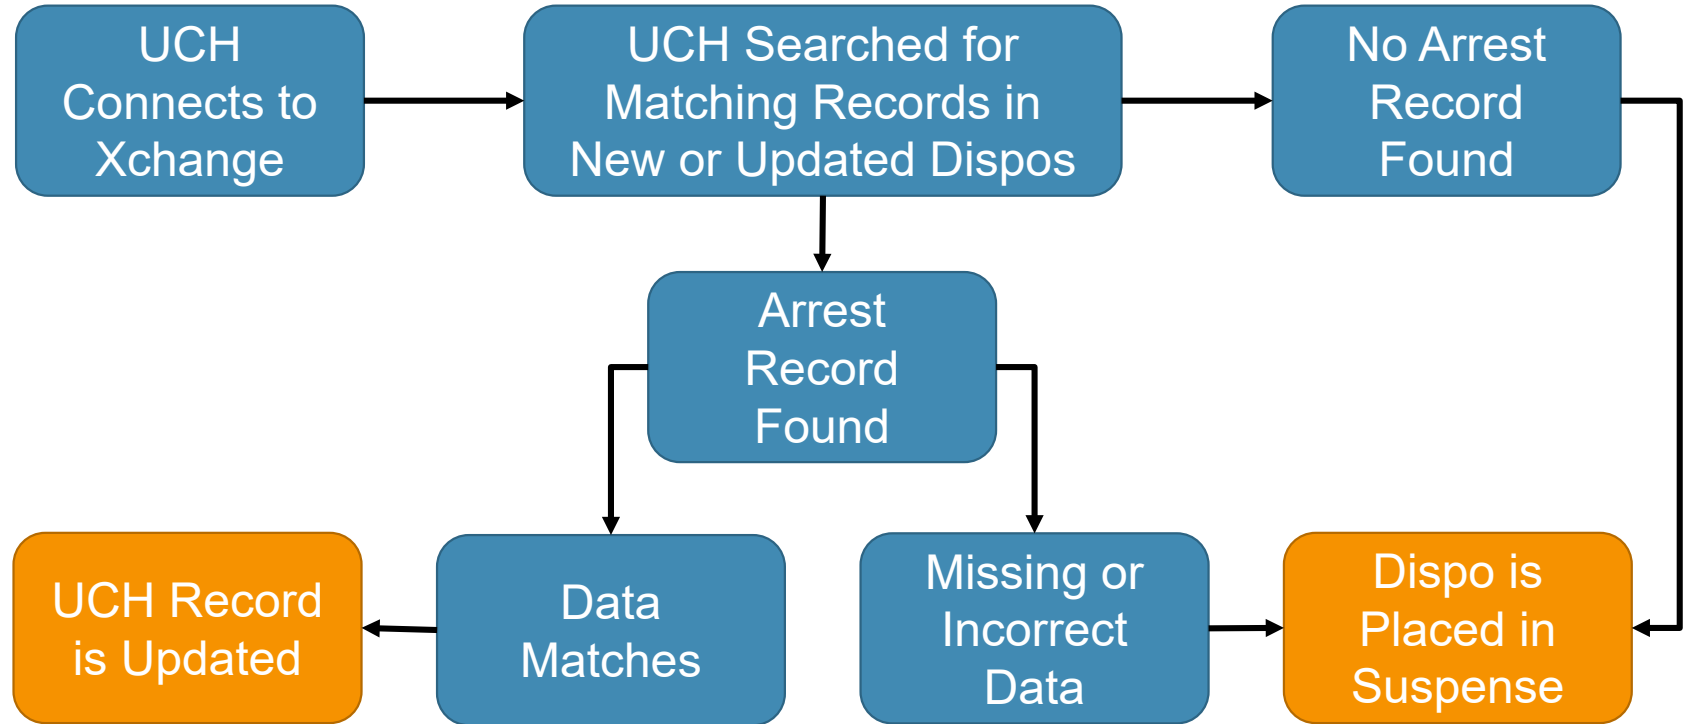 UCH
Connects to
Xchange
UCH Searched for
Matching Records in
New or Updated Dispos
No Arrest
Record
Found
Arrest
Record
Found
UCH Record
is Updated
Data
Matches
Missing or
Incorrect
Data
Dispo is
Placed in
Suspense